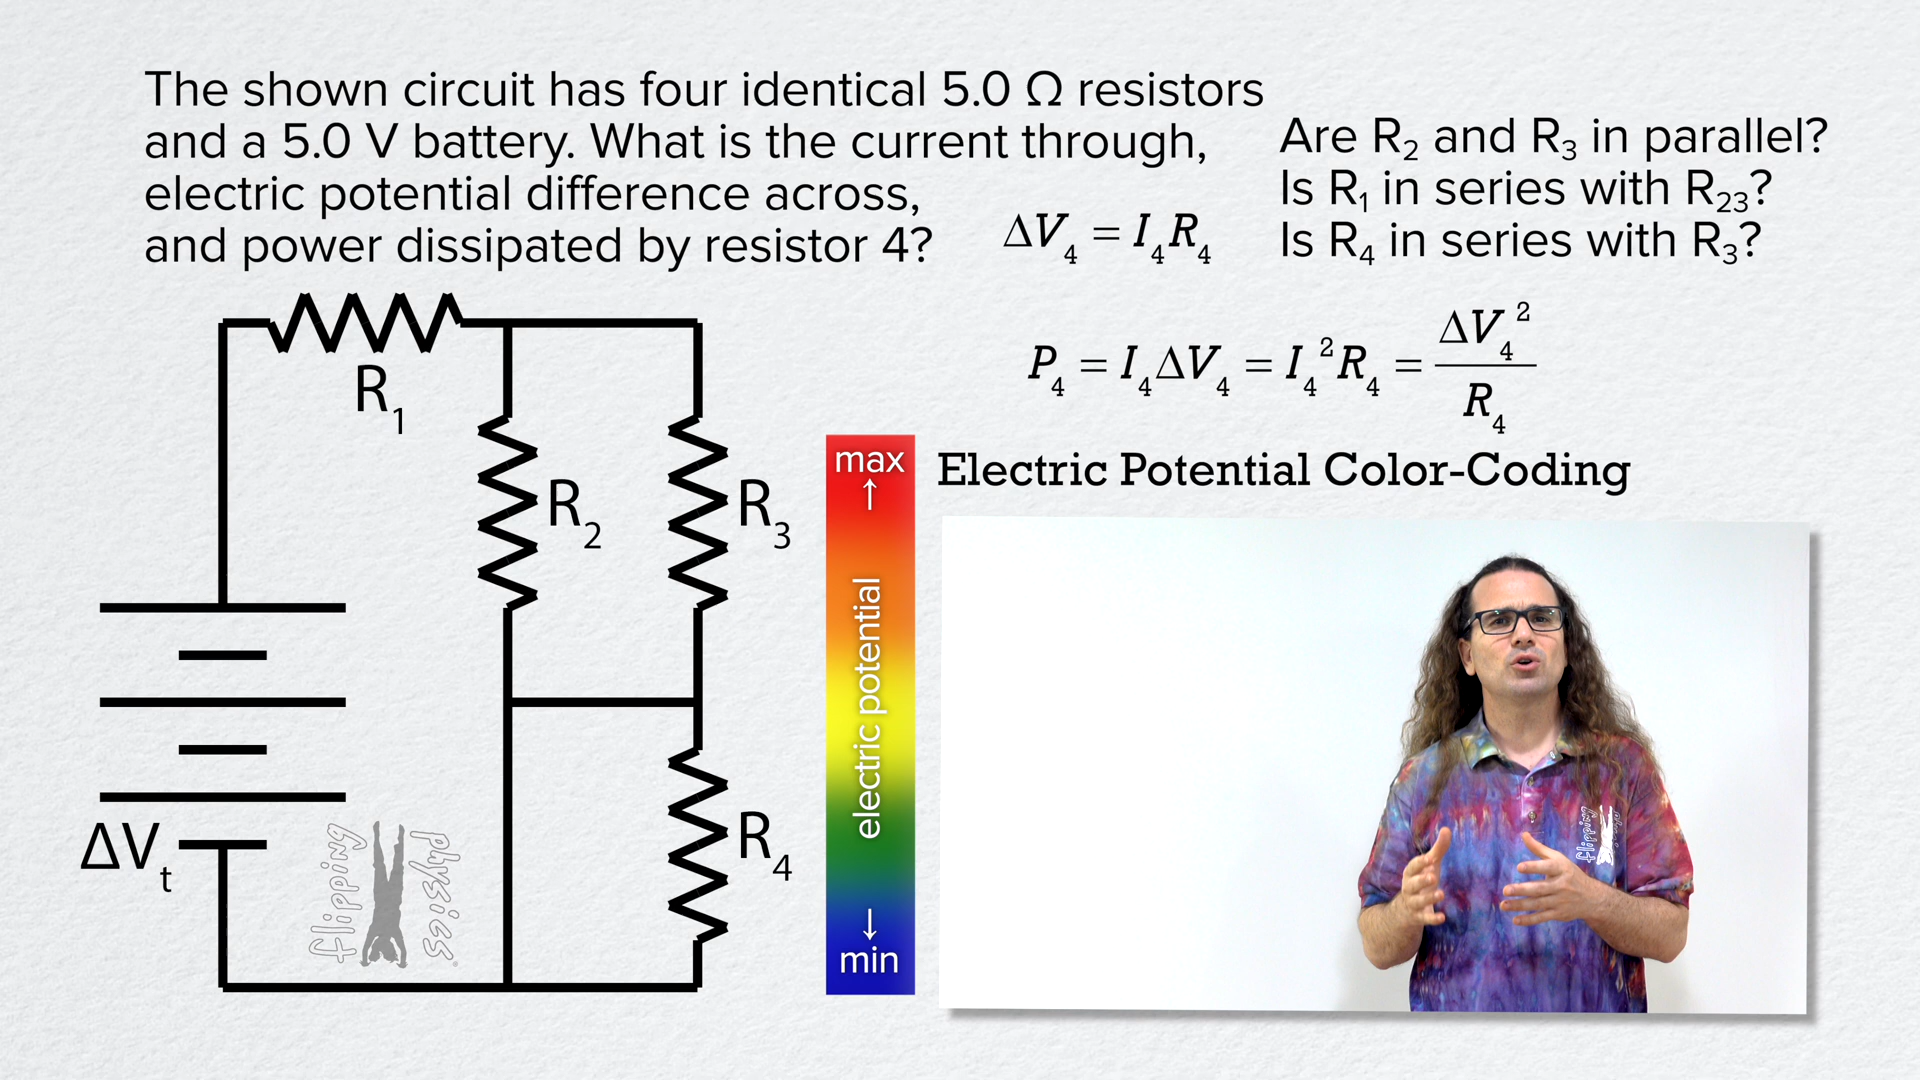 The shown circuit has four identical 5.0 Ω resistors
and a 5.0 V battery. What is the current through,
electric potential difference across,
and power dissipated by resistor 4?
ΔV₄ = I₄R₄
Are R₂ and R₃ in parallel?
Is R₁ in series with R₂₃?
Is R₄ in series with R₃?
P₄ = I₄ΔV₄ = I₄²R₄ = ΔV₄²/R₄
R₁
R₂
R₃
R₄
ΔVₜ
flipping
physics
max
↑
electric potential
↓
min
Electric Potential Color-Coding
flipping